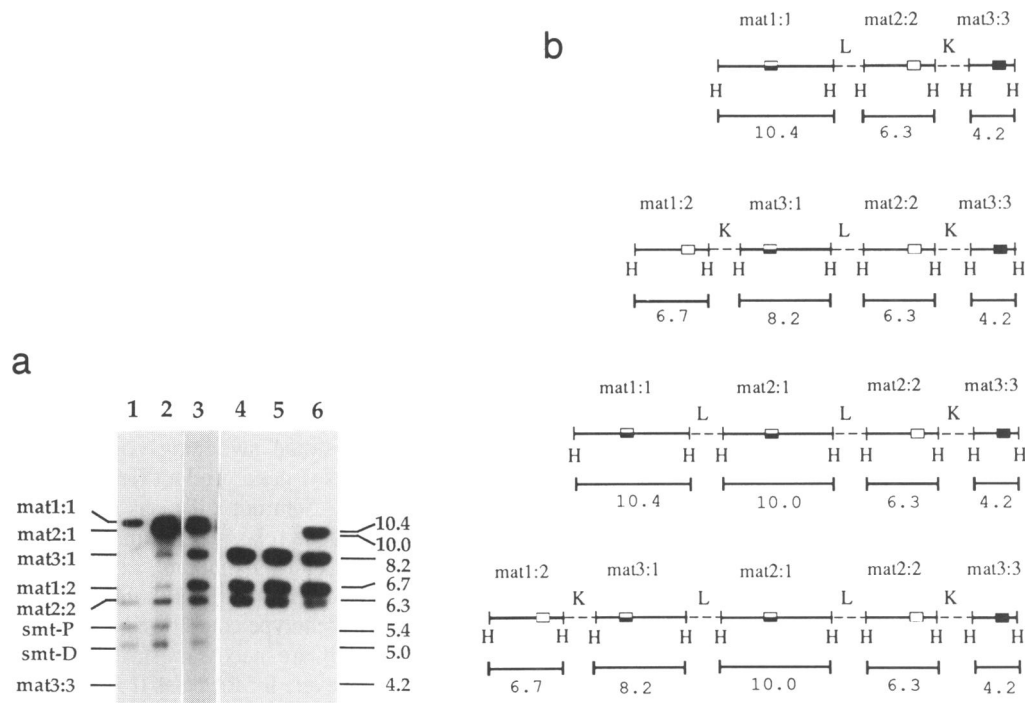 a
1 2 3 4 5 6
mat1:1
mat2:1
mat3:1
mat1:2
mat2:2
smt-P
smt-D
mat3:3
10.4
10.0
8.2
6.7
6.3
5.4
5.0
4.2
b
mat1:1 mat2:2 mat3:3
L K
H H H H H H
10.4 6.3 4.2
mat1:2 mat3:1 mat2:2 mat3:3
K L K
H H H H H H H H
6.7 8.2 6.3 4.2
mat1:1 mat2:1 mat2:2 mat3:3
L L K
H H H H H H H H
10.4 10.0 6.3 4.2
mat1:2 mat3:1 mat2:1 mat2:2 mat3:3
K L L K
H H H H H H H H H H
6.7 8.2 10.0 6.3 4.2